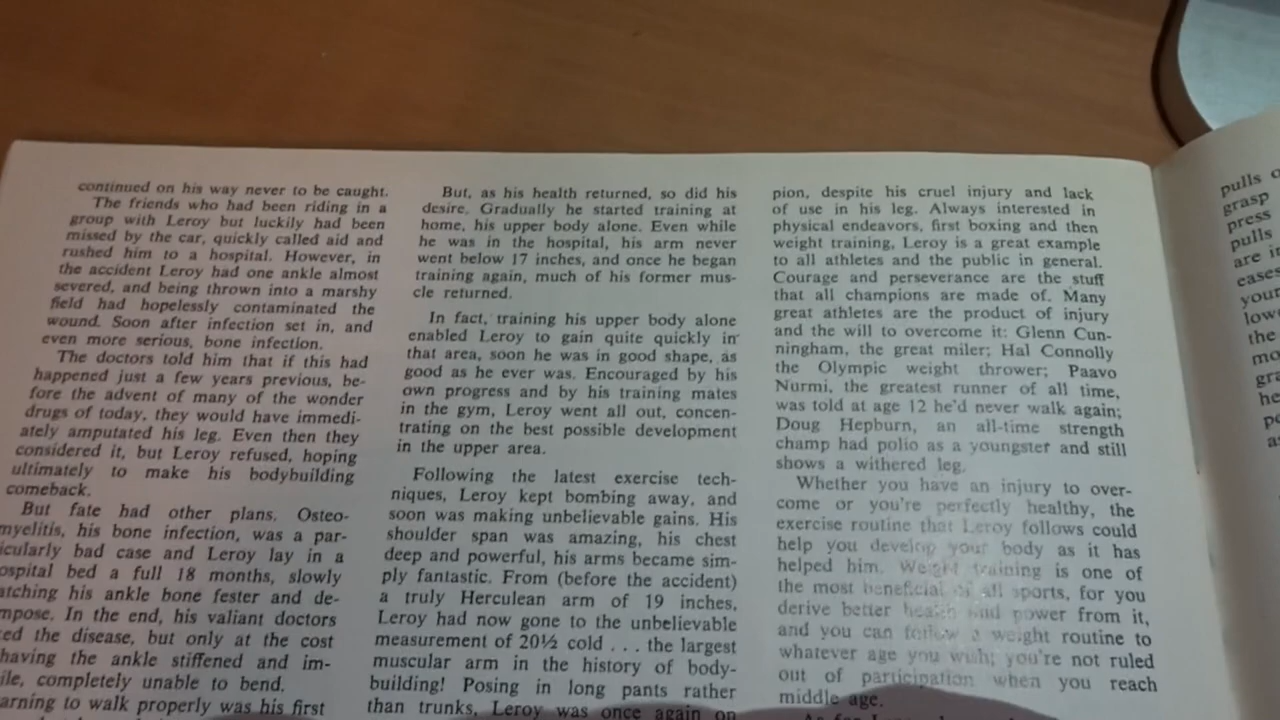 continued on his way never to be caught.
The friends who had been riding in a
group with Leroy but luckily had been
missed by the car, quickly called aid and
rushed him to a hospital. However, in
the accident Leroy had one ankle almost
severed, and being thrown into a marshy
field had hopelessly contaminated the
wound. Soon after infection set in, and
even more serious, bone infection.
The doctors told him that if this had
happened just a few years previous, be-
fore the advent of many of the wonder
drugs of today, they would have immedi-
ately amputated his leg. Even then they
considered it, but Leroy refused, hoping
ultimately to make his bodybuilding
comeback.
But fate had other plans. Osteo-
myelitis, his bone infection, was a par-
icularly bad case and Leroy lay in a
ospital bed a full 18 months, slowly
atching his ankle bone fester and de-
mpose. In the end, his valiant doctors
ed the disease, but only at the cost
having the ankle stiffened and im-
ile, completely unable to bend.
arning to walk properly was his first
But, as his health returned, so did his
desire. Gradually he started training at
home, his upper body alone. Even while
he was in the hospital, his arm never
went below 17 inches, and once he began
training again, much of his former mus-
cle returned.
In fact, training his upper body alone
enabled Leroy to gain quite quickly in
that area, soon he was in good shape, as
good as he ever was. Encouraged by his
own progress and by his training mates
in the gym, Leroy went all out, concen-
trating on the best possible development
in the upper area.
Following the latest exercise tech-
niques, Leroy kept bombing away, and
soon was making unbelievable gains. His
shoulder span was amazing, his chest
deep and powerful, his arms became sim-
ply fantastic. From (before the accident)
a truly Herculean arm of 19 inches,
Leroy had now gone to the unbelievable
measurement of 20½ cold . . . the largest
muscular arm in the history of body-
building! Posing in long pants rather
than trunks, Leroy was once again on
pion, despite his cruel injury and lack
of use in his leg. Always interested in
physical endeavors, first boxing and then
weight training, Leroy is a great example
to all athletes and the public in general.
Courage and perseverance are the stuff
that all champions are made of. Many
great athletes are the product of injury
and the will to overcome it: Glenn Cun-
ningham, the great miler; Hal Connolly
the Olympic weight thrower; Paavo
Nurmi, the greatest runner of all time,
was told at age 12 he'd never walk again;
Doug Hepburn, an all-time strength
champ had polio as a youngster and still
shows a withered leg.
Whether you have an injury to over-
come or you're perfectly healthy, the
exercise routine that Leroy follows could
help you develop your body as it has
helped him. Weight training is one of
the most beneficial of all sports, for you
derive better health and power from it,
and you can follow a weight routine to
whatever age you wish; you're not ruled
out of participation when you reach
middle age.
pulls
grasp
press
pulls
are
eases
your
low
the
mo
gra
he